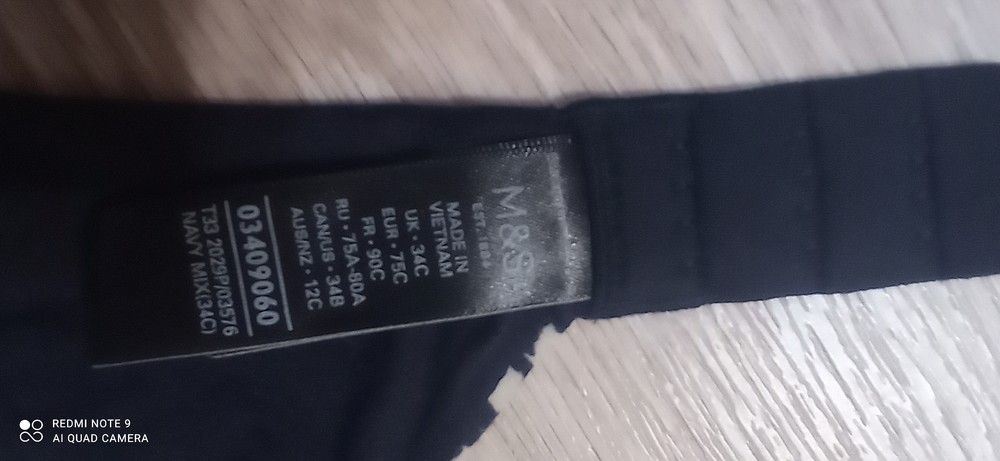 M&S
EST. 1884
MADE IN
VIETNAM
UK • 34C
EUR • 75C
FR • 90C
RU • 75A-80A
CAN/US • 34B
AUS/NZ • 12C
03409060
T33 2029P/03576
NAVY MIX(34C)
REDMI NOTE 9
AI QUAD CAMERA